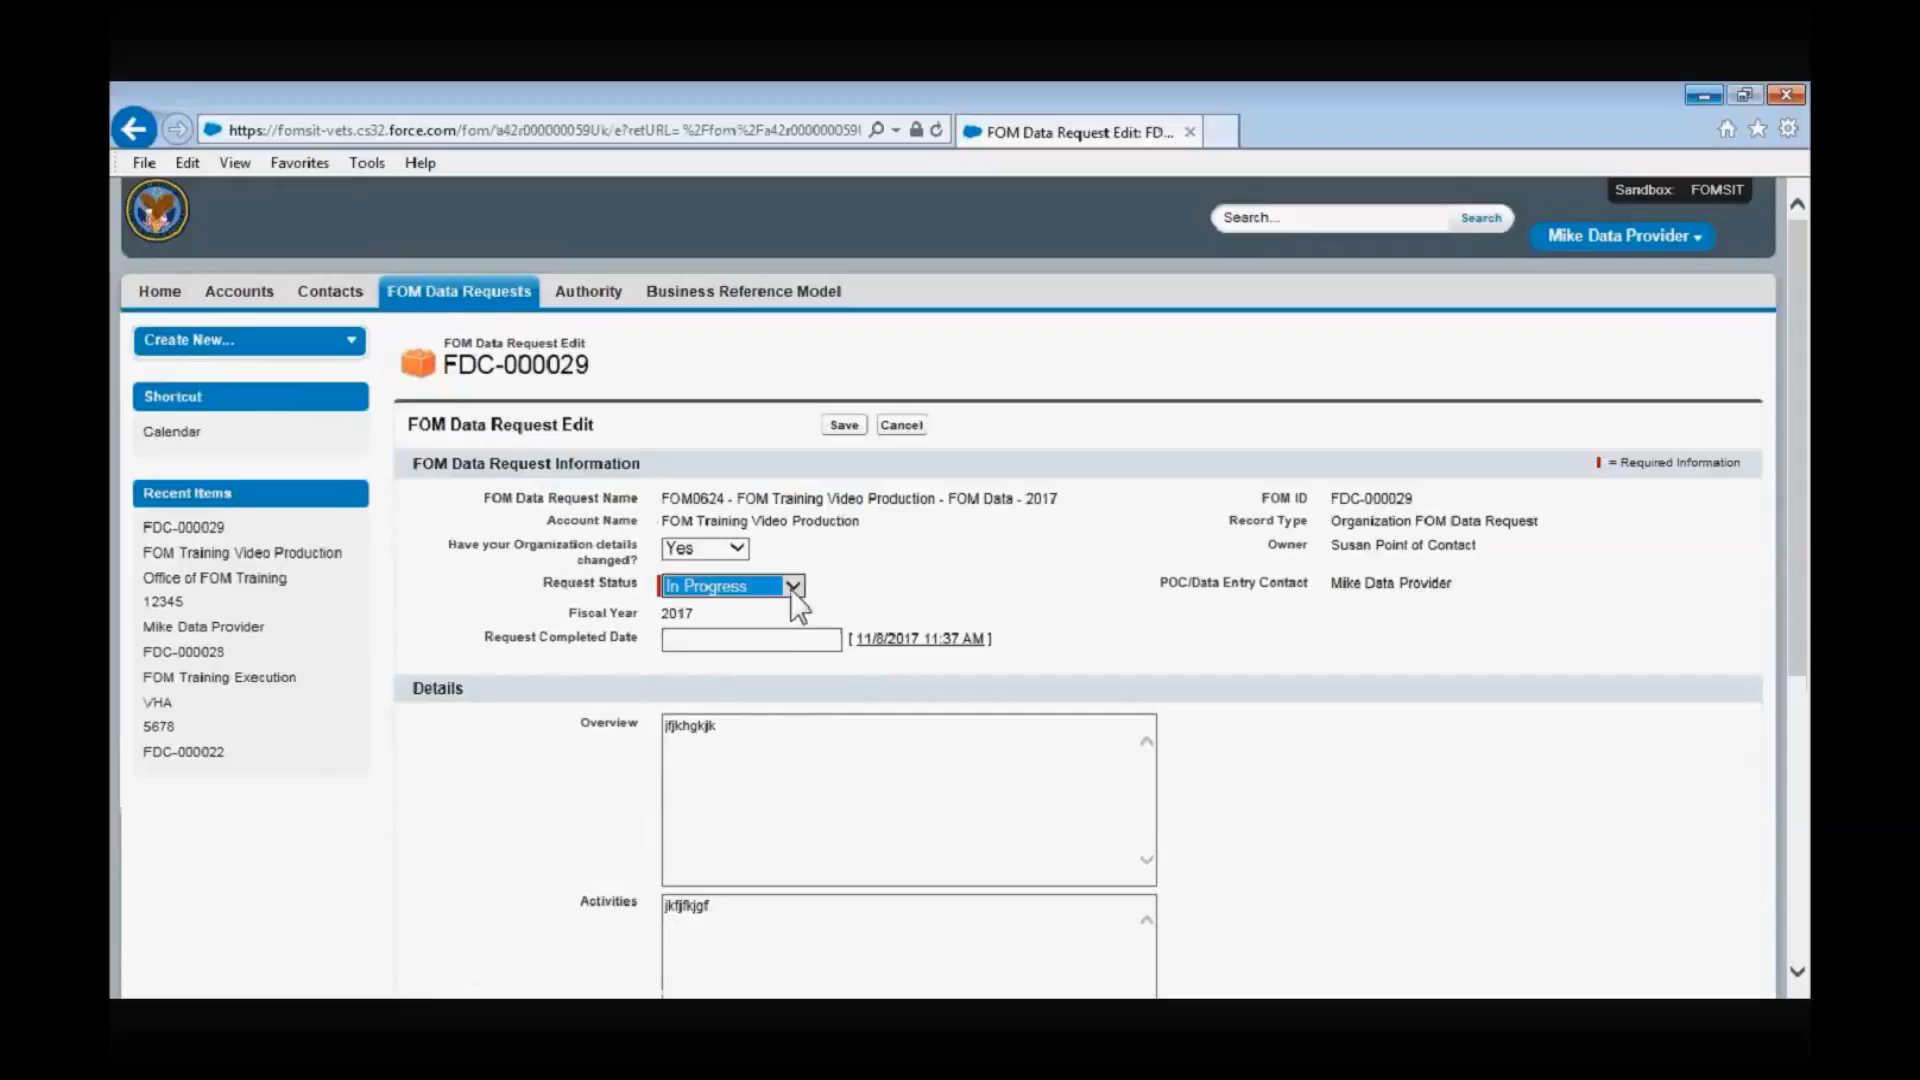 https://fomsit-vets.cs32.force.com/fom/a42r000000059Uk/e?retURL= %2Ffom%2Fa42r000000059U
FOM Data Request Edit: FD...
File Edit View Favorites Tools Help
Sandbox: FOMSIT
Search... Search
Mike Data Provider
Home Accounts Contacts FOM Data Requests Authority Business Reference Model
Create New...
Shortcut
Calendar
Recent Items
FDC-000029
FOM Training Video Production
Office of FOM Training
12345
Mike Data Provider
FDC-000028
FOM Training Execution
VHA
5678
FDC-000022
FOM Data Request Edit
FDC-000029
FOM Data Request Edit Save Cancel
FOM Data Request Information = Required Information
FOM Data Request Name FOM0624 - FOM Training Video Production - FOM Data - 2017 FOM ID FDC-000029
Account Name FOM Training Video Production Record Type Organization FOM Data Request
Have your Organization details changed? Yes Owner Susan Point of Contact
Request Status In Progress POC/Data Entry Contact Mike Data Provider
Fiscal Year 2017
Request Completed Date [ 11/8/2017 11:37 AM ]
Details
Overview jfjkhgkjk
Activities jkfjfkjgf